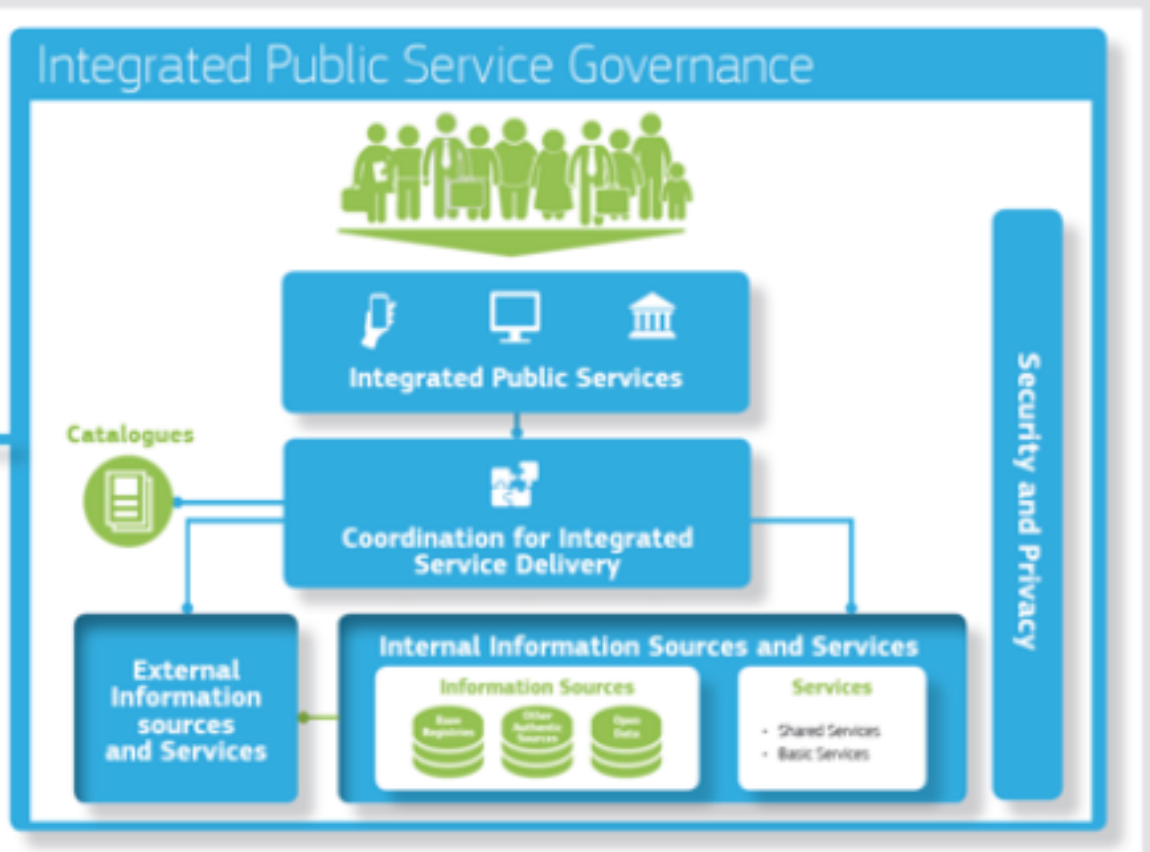 Integrated Public Service Governance
Integrated Public Services
Catalogues
Coordination for Integrated
Service Delivery
Security and Privacy
External
Information
sources
and Services
Internal Information Sources and Services
Information Sources
Base
Registries
Other
Authentic
Sources
Open
Data
Services
• Shared Services
• Basic Services